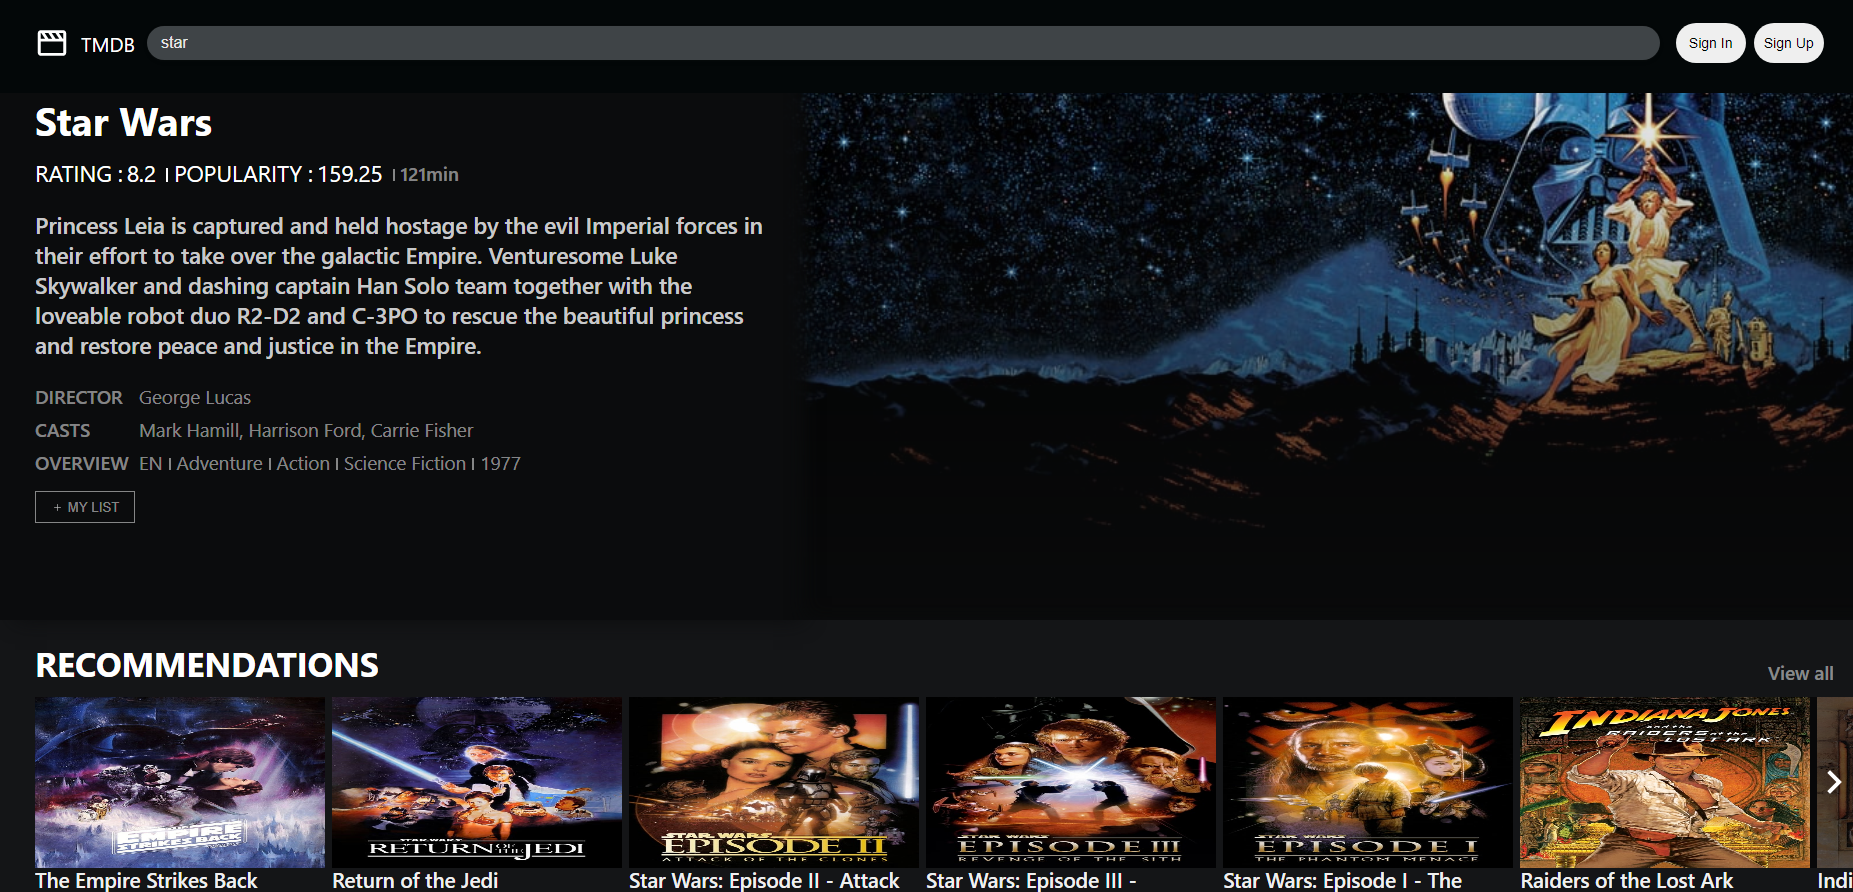 TMDB
star
Sign In
Sign Up
Star Wars
RATING : 8.2 I POPULARITY : 159.25 I 121min
Princess Leia is captured and held hostage by the evil Imperial forces in
their effort to take over the galactic Empire. Venturesome Luke
Skywalker and dashing captain Han Solo team together with the
loveable robot duo R2-D2 and C-3PO to rescue the beautiful princess
and restore peace and justice in the Empire.
DIRECTOR George Lucas
CASTS Mark Hamill, Harrison Ford, Carrie Fisher
OVERVIEW EN I Adventure I Action I Science Fiction I 1977
+ MY LIST
RECOMMENDATIONS
View all
EMPIRE
STRIKES BACK
STAR WARS
RETURN OF THE JEDI
STAR WARS
EPISODE II
ATTACK OF THE CLONES
STAR WARS
EPISODE III
REVENGE OF THE SITH
STAR WARS
EPISODE I
THE PHANTOM MENACE
INDIANA JONES
and the
RAIDERS of the
LOST ARK
The Empire Strikes Back
Return of the Jedi
Star Wars: Episode II - Attack
Star Wars: Episode III -
Star Wars: Episode I - The
Raiders of the Lost Ark
Indi